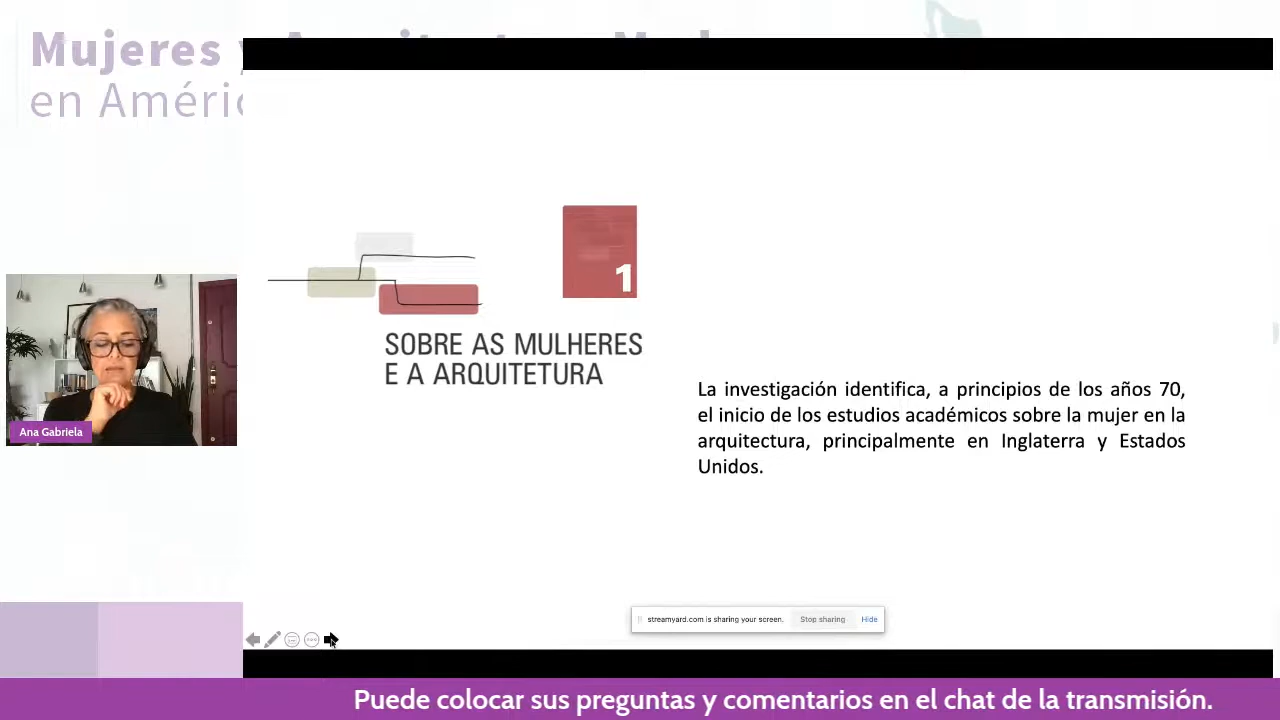 Mujeres y
en Améric
1
SOBRE AS MULHERES
E A ARQUITETURA
La investigación identifica, a principios de los años 70,
el inicio de los estudios académicos sobre la mujer en la
arquitectura, principalmente en Inglaterra y Estados
Unidos.
Ana Gabriela
streamyard.com is sharing your screen.
Stop sharing
Hide
Puede colocar sus preguntas y comentarios en el chat de la transmisión.